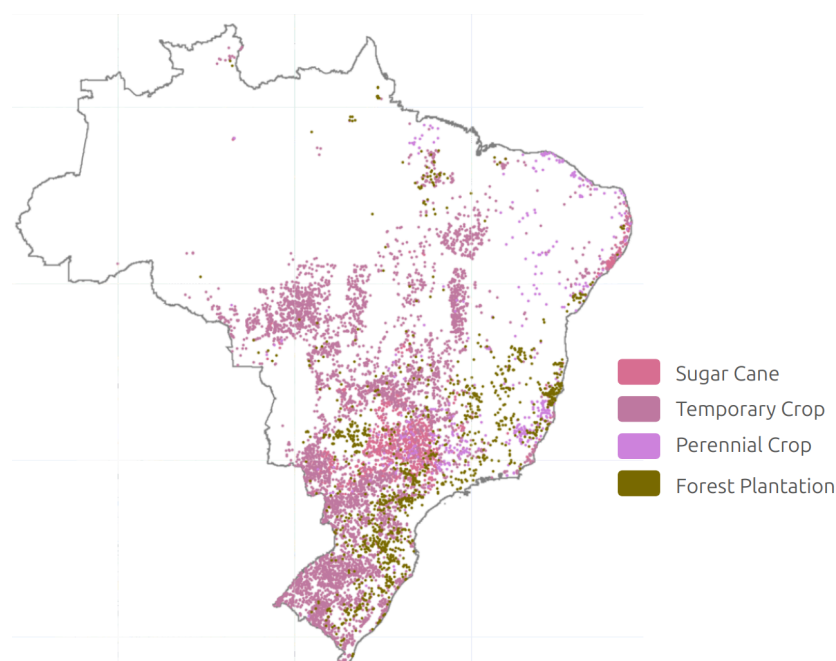 Sugar Cane
Temporary Crop
Perennial Crop
Forest Plantation